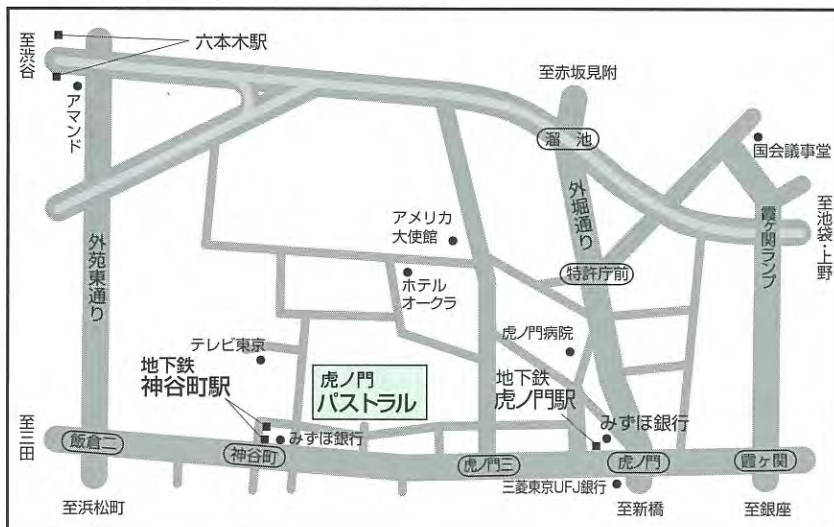 至渋谷
六本木駅
アマンド
至赤坂見附
溜池
国会議事堂
外堀通り
至池袋・上野
霞ヶ関ランプ
外苑東通り
アメリカ
大使館
特許庁前
ホテル
オークラ
テレビ東京
虎ノ門病院
地下鉄
神谷町駅
虎ノ門
パストラル
地下鉄
虎ノ門駅
みずほ銀行
みずほ銀行
至三田
飯倉二
神谷町
虎ノ門三
虎ノ門
霞ヶ関
三菱東京UFJ銀行
至浜松町
至新橋
至銀座